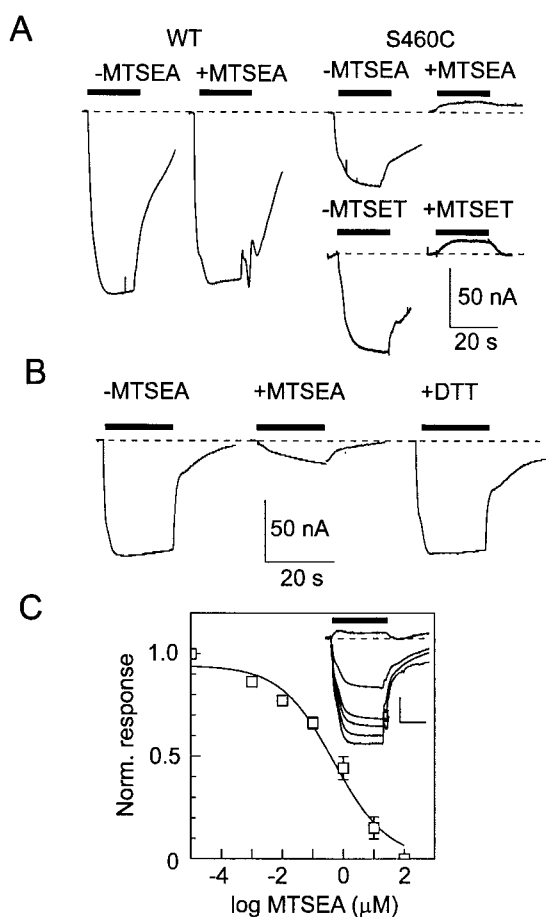 A
WT
S460C
-MTSEA
+MTSEA
-MTSEA
+MTSEA
-MTSET
+MTSET
50 nA
20 s
B
-MTSEA
+MTSEA
+DTT
50 nA
20 s
C
1.0
0.5
0
Norm. response
-4
-2
0
2
log MTSEA (μM)